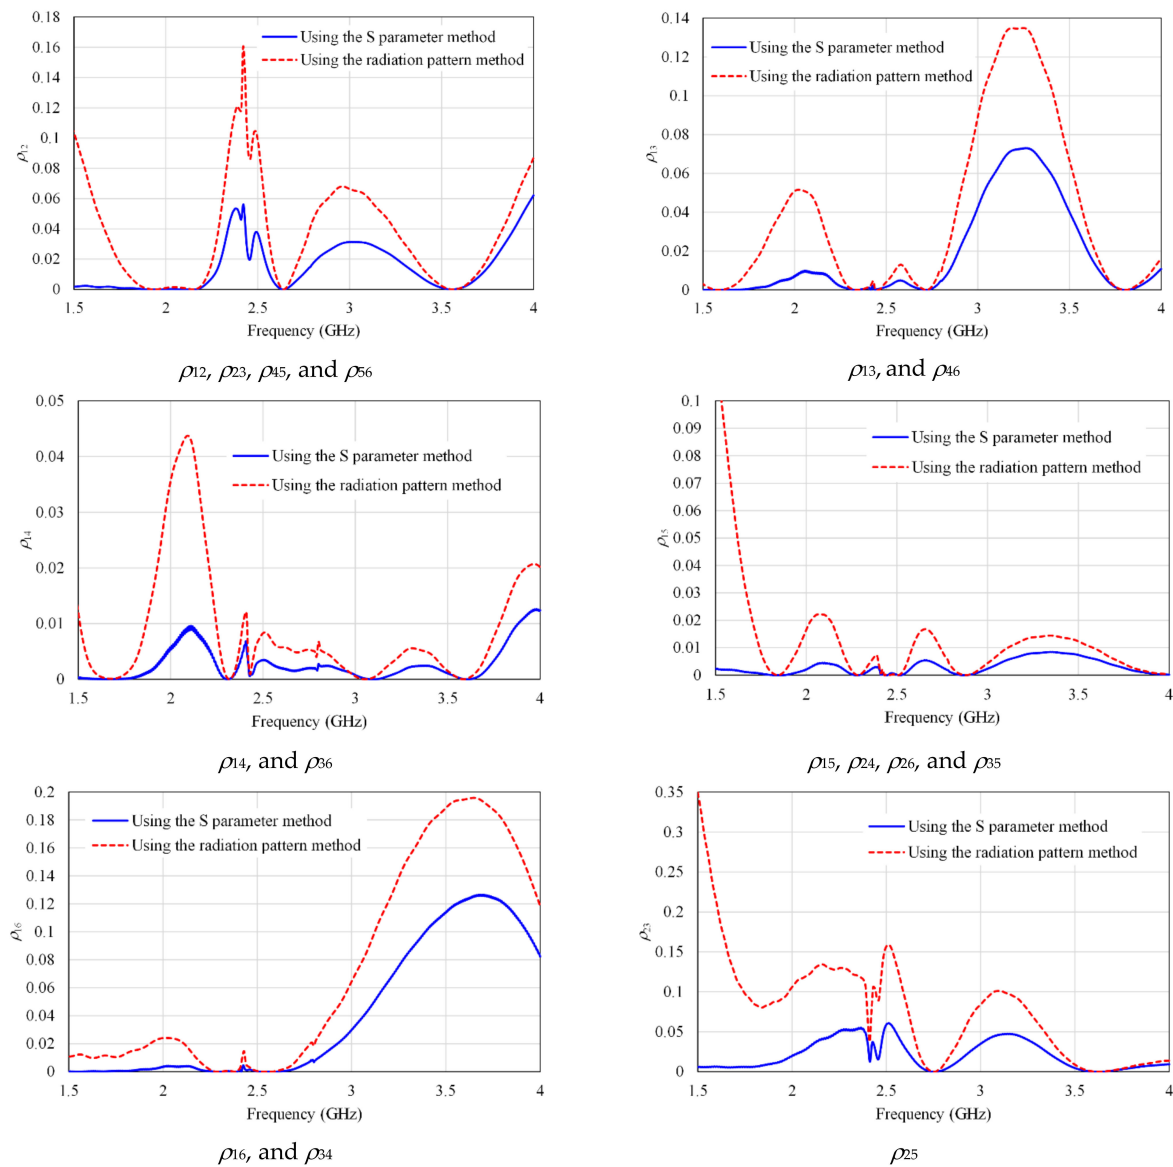 0.18
0.16
0.14
0.12
0.1
0.08
0.06
0.04
0.02
0
ρ12
Using the S parameter method
Using the radiation pattern method
1.5 2 2.5 3 3.5 4
Frequency (GHz)
ρ12, ρ23, ρ45, and ρ56
0.14
0.12
0.1
0.08
0.06
0.04
0.02
0
ρ13
Using the S parameter method
Using the radiation pattern method
1.5 2 2.5 3 3.5 4
Frequency (GHz)
ρ13, and ρ46
0.05
0.04
0.03
0.02
0.01
0
ρ14
Using the S parameter method
Using the radiation pattern method
1.5 2 2.5 3 3.5 4
Frequency (GHz)
ρ14, and ρ36
0.1
0.09
0.08
0.07
0.06
0.05
0.04
0.03
0.02
0.01
0
ρ15
Using the S parameter method
Using the radiation pattern method
1.5 2 2.5 3 3.5 4
Frequency (GHz)
ρ15, ρ24, ρ26, and ρ35
0.2
0.18
0.16
0.14
0.12
0.1
0.08
0.06
0.04
0.02
0
ρ16
Using the S parameter method
Using the radiation pattern method
1.5 2 2.5 3 3.5 4
Frequency (GHz)
ρ16, and ρ34
0.35
0.3
0.25
0.2
0.15
0.1
0.05
0
ρ23
Using the S parameter method
Using the radiation pattern method
1.5 2 2.5 3 3.5 4
Frequency (GHz)
ρ25